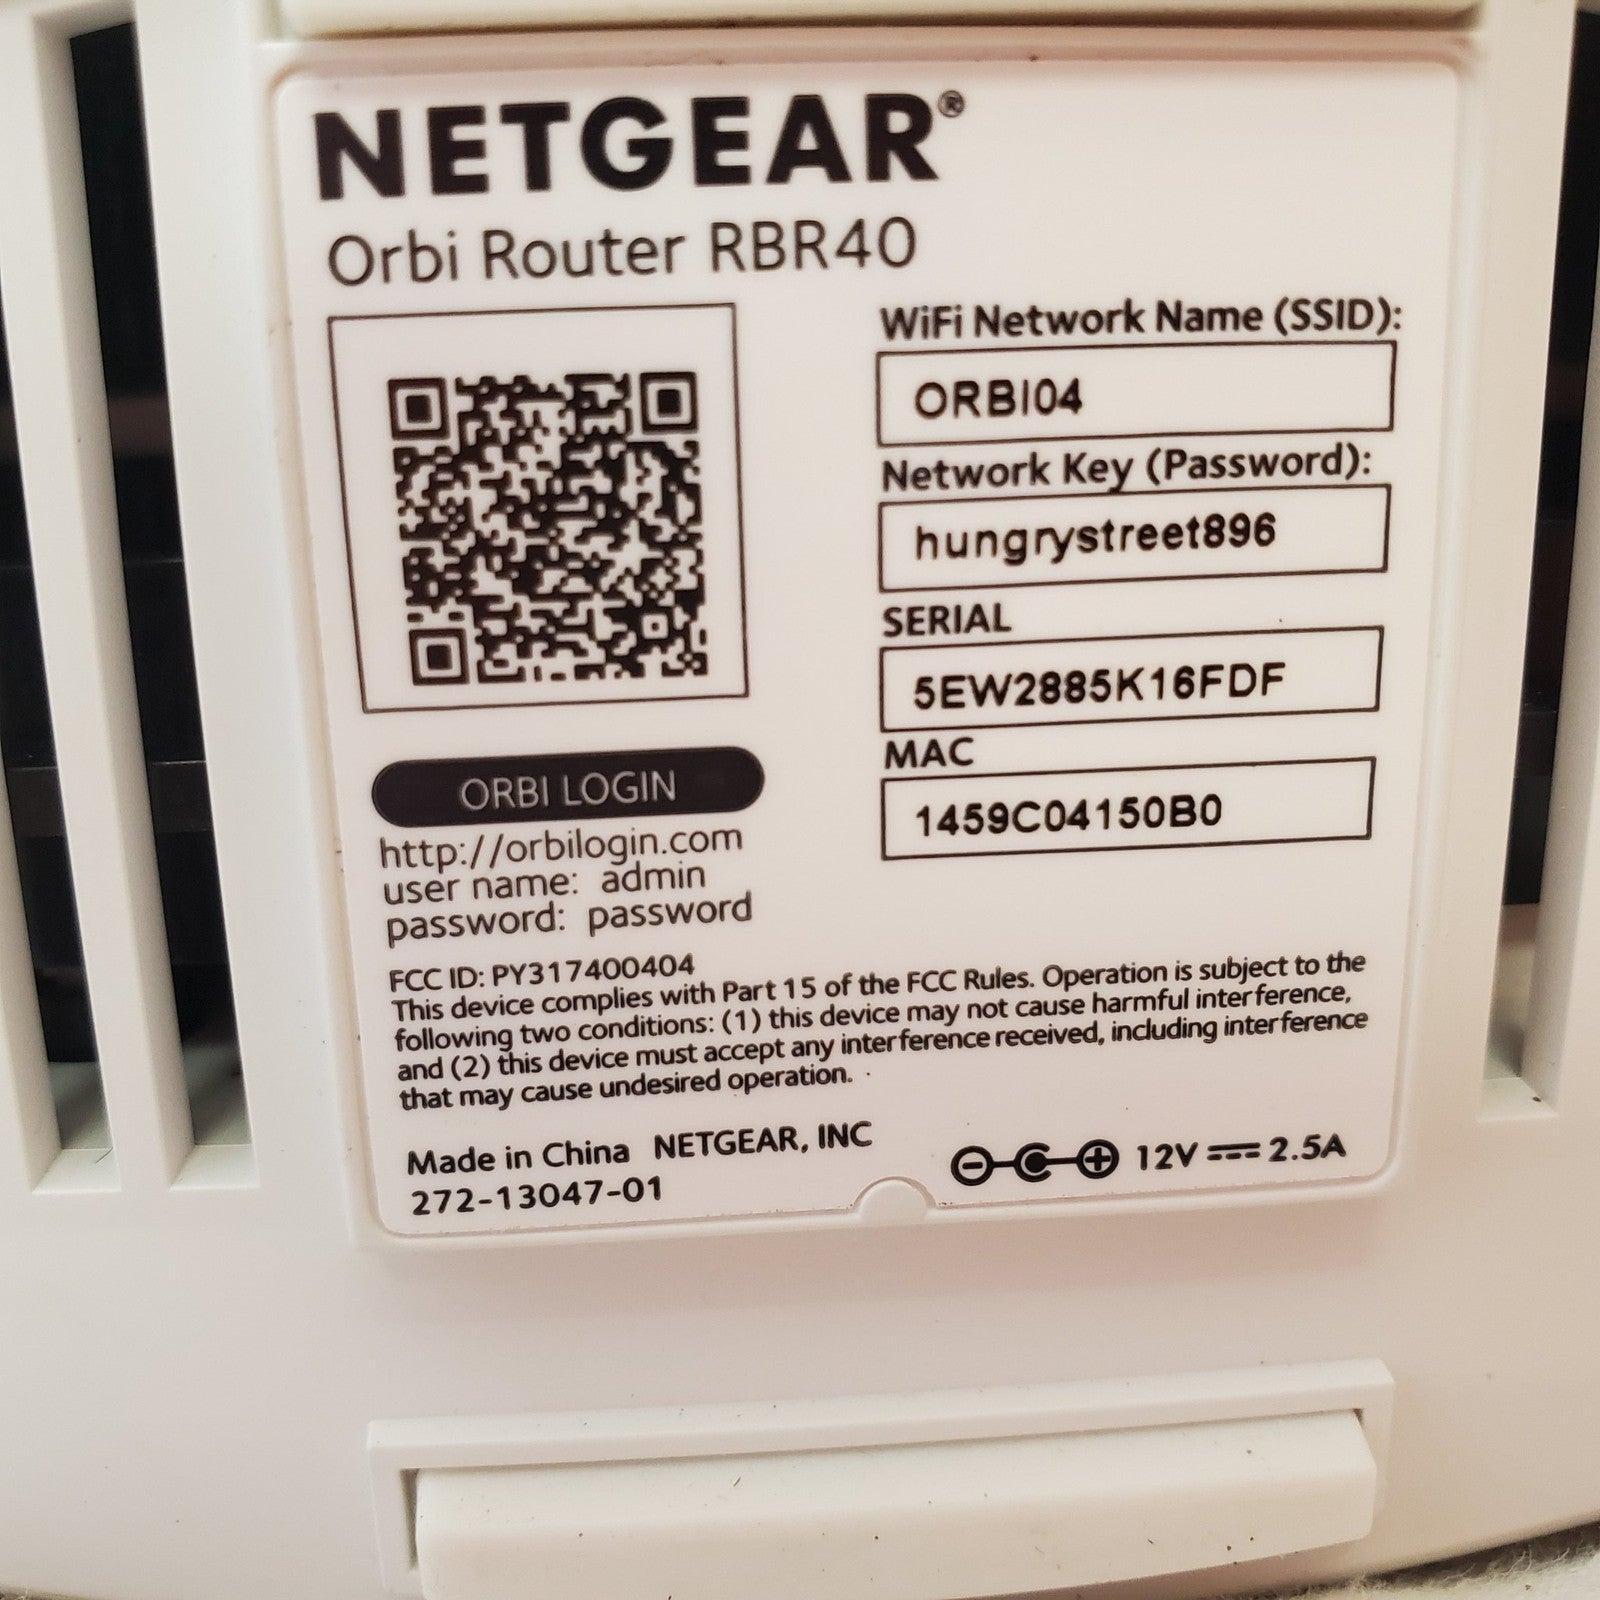 NETGEAR®
Orbi Router RBR40
WiFi Network Name (SSID):
ORBI04
Network Key (Password):
hungrystreet896
SERIAL
5EW2885K16FDF
MAC
1459C04150B0
ORBI LOGIN
http://orbilogin.com
user name: admin
password: password
FCC ID: PY317400404
This device complies with Part 15 of the FCC Rules. Operation is subject to the
following two conditions: (1) this device may not cause harmful interference,
and (2) this device must accept any interference received, including interference
that may cause undesired operation.
Made in China NETGEAR, INC
272-13047-01
12V 2.5A